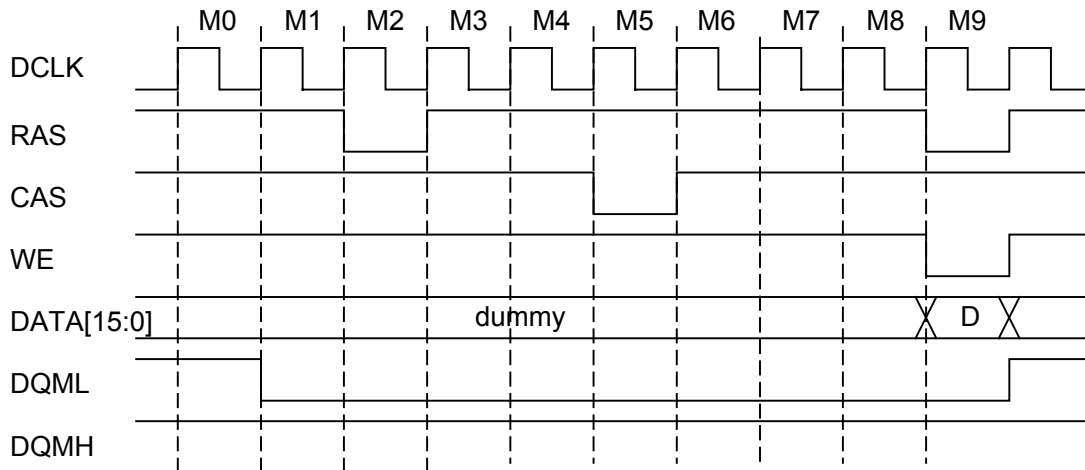 M0 M1 M2 M3 M4 M5 M6 M7 M8 M9
DCLK
RAS
CAS
WE
DATA[15:0] dummy D
DQML
DQMH